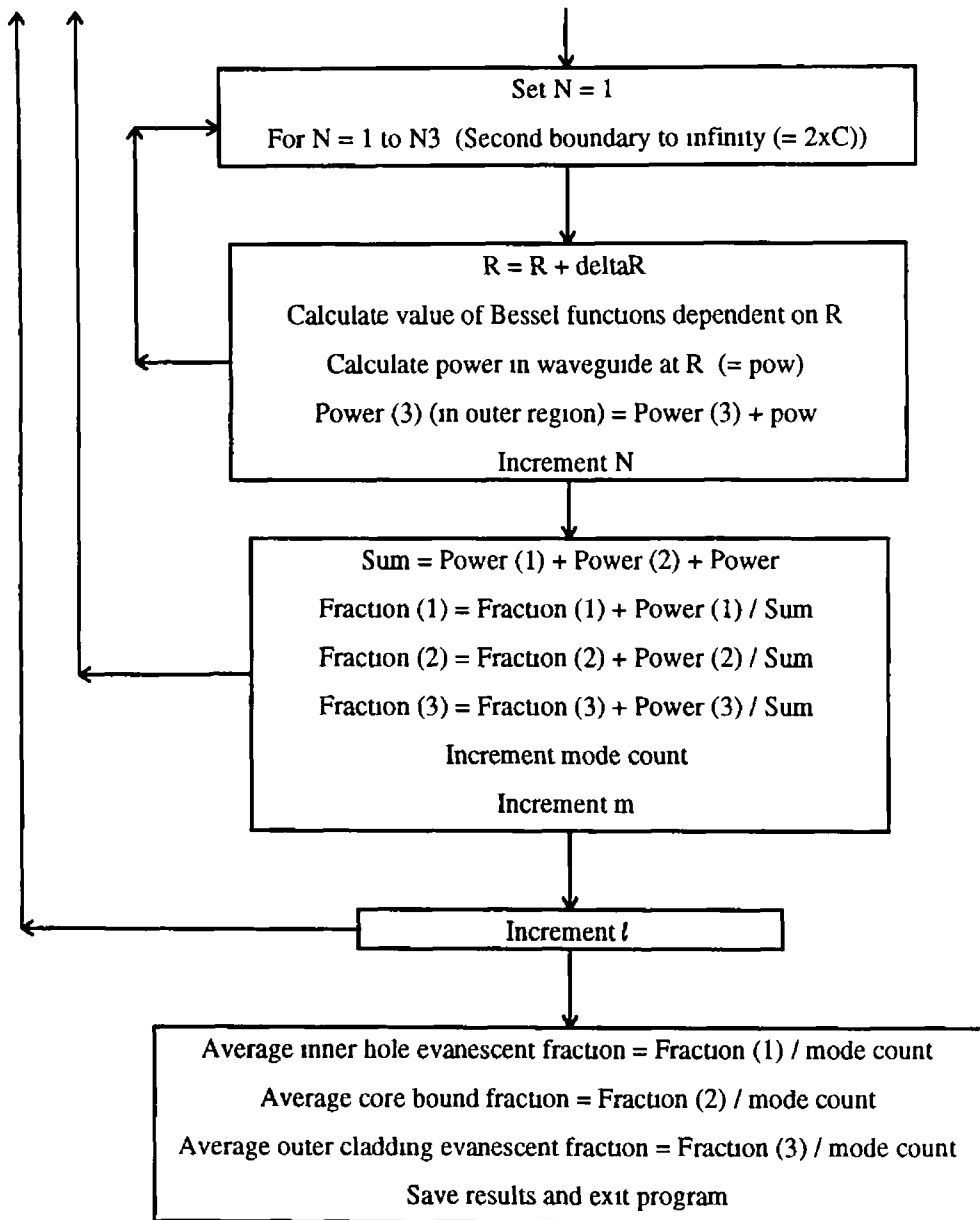 Set N = 1
For N = 1 to N3 (Second boundary to infinity (= 2xC))
R = R + deltaR
Calculate value of Bessel functions dependent on R
Calculate power in waveguide at R (= pow)
Power (3) (in outer region) = Power (3) + pow
Increment N
Sum = Power (1) + Power (2) + Power
Fraction (1) = Fraction (1) + Power (1) / Sum
Fraction (2) = Fraction (2) + Power (2) / Sum
Fraction (3) = Fraction (3) + Power (3) / Sum
Increment mode count
Increment m
Increment l
Average inner hole evanescent fraction = Fraction (1) / mode count
Average core bound fraction = Fraction (2) / mode count
Average outer cladding evanescent fraction = Fraction (3) / mode count
Save results and exit program